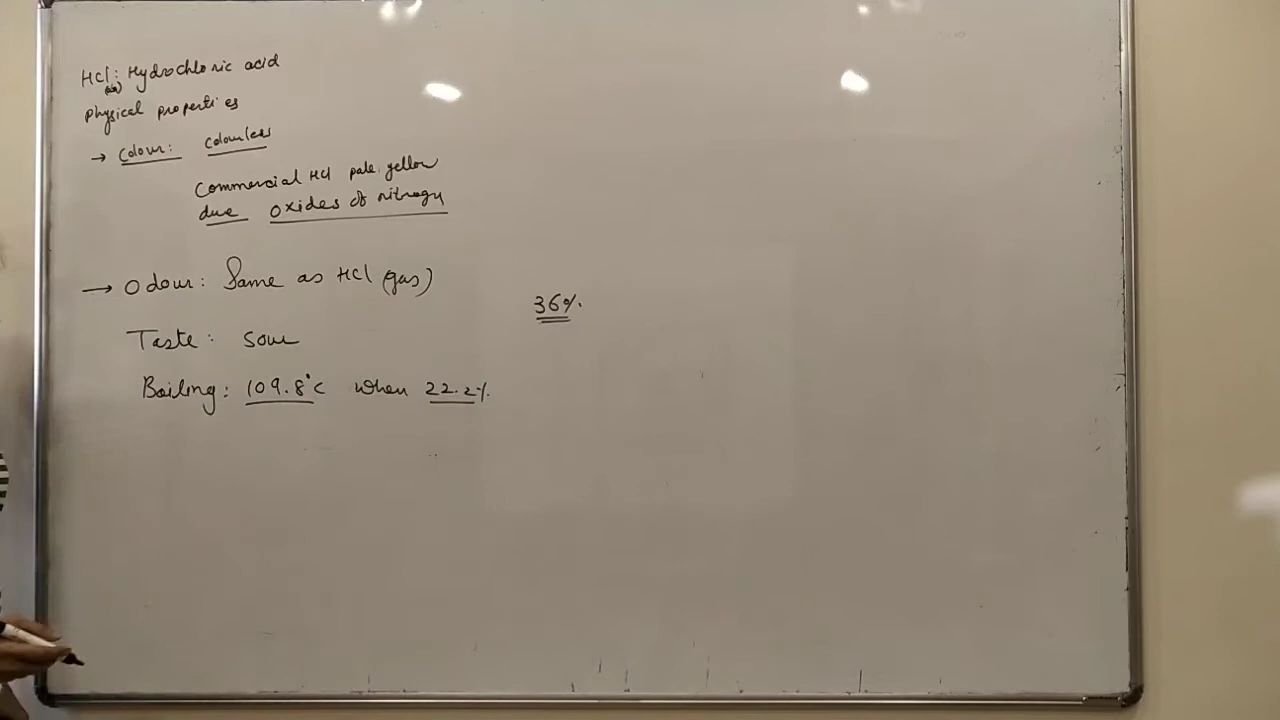 HCl: Hydrochloric acid
(aq)
Physical properties
→ Colour: Colourless
Commercial HCl pale yellow
due oxides of nitrogen
→ Odour: Same as HCl (gas)
36%
Taste: Sour
Boiling: 109.8°C when 22.2%